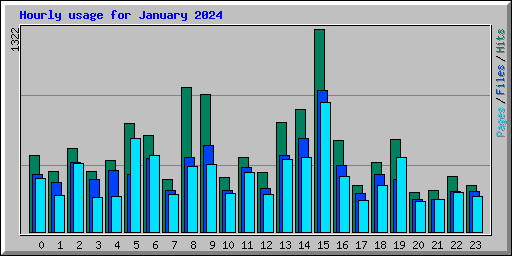 Hourly usage for January 2024
1322
Pages/Files/Hits
0 1 2 3 4 5 6 7 8 9 10 11 12 13 14 15 16 17 18 19 20 21 22 23